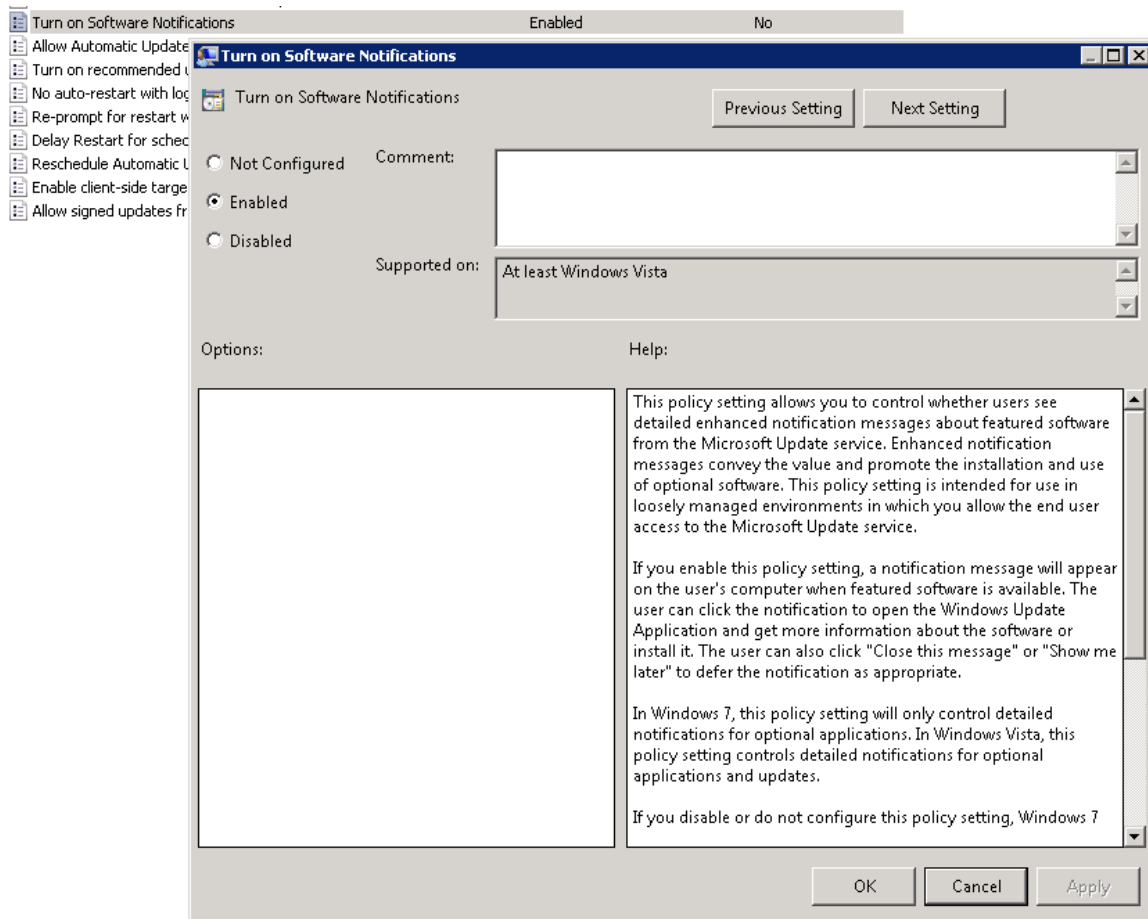 Turn on Software Notifications Enabled No
Allow Automatic Update
Turn on recommended u
No auto-restart with log
Re-prompt for restart w
Delay Restart for sched
Reschedule Automatic U
Enable client-side targe
Allow signed updates fr
Turn on Software Notifications
Turn on Software Notifications
Previous Setting
Next Setting
Not Configured
Enabled
Disabled
Comment:
Supported on:
At least Windows Vista
Options:
Help:
This policy setting allows you to control whether users see
detailed enhanced notification messages about featured software
from the Microsoft Update service. Enhanced notification
messages convey the value and promote the installation and use
of optional software. This policy setting is intended for use in
loosely managed environments in which you allow the end user
access to the Microsoft Update service.
If you enable this policy setting, a notification message will appear
on the user's computer when featured software is available. The
user can click the notification to open the Windows Update
Application and get more information about the software or
install it. The user can also click "Close this message" or "Show me
later" to defer the notification as appropriate.
In Windows 7, this policy setting will only control detailed
notifications for optional applications. In Windows Vista, this
policy setting controls detailed notifications for optional
applications and updates.
If you disable or do not configure this policy setting, Windows 7
OK
Cancel
Apply